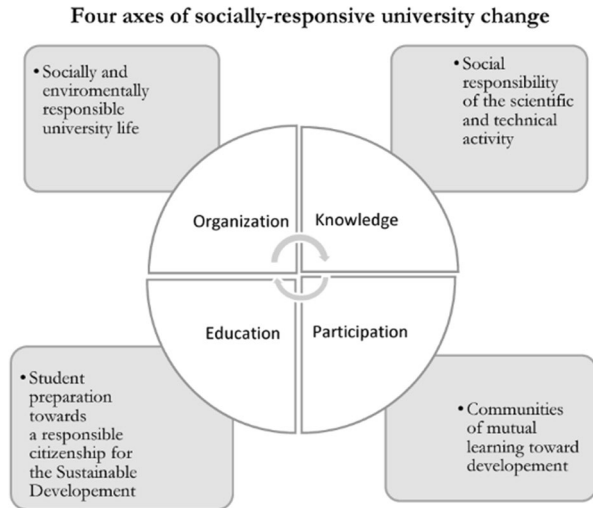 Four axes of socially-responsive university change
• Socially and
enviromentally
responsible
university life
• Social
responsibility
of the scientific
and technical
activity
Organization
Knowledge
Education
Participation
• Student
preparation
towards
a responsible
citizenship for
the Sustainable
Developement
• Communities
of mutual
learning toward
developement